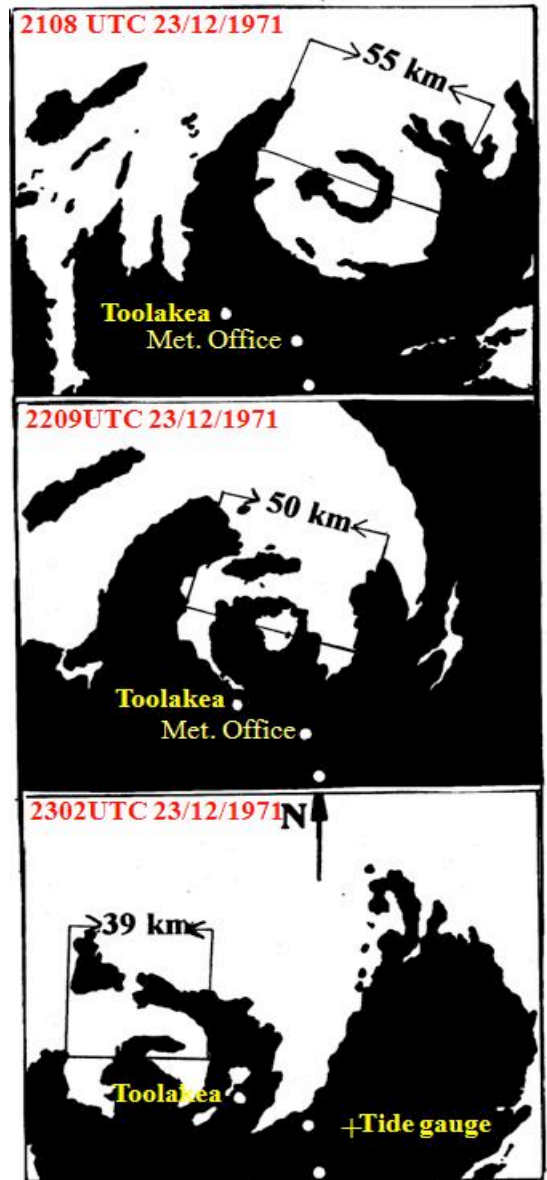 2108 UTC 23/12/1971
55 km
Toolakea
Met. Office
2209UTC 23/12/1971
50 km
Toolakea
Met. Office
2302UTC 23/12/1971
N
39 km
Toolakea
Tide gauge